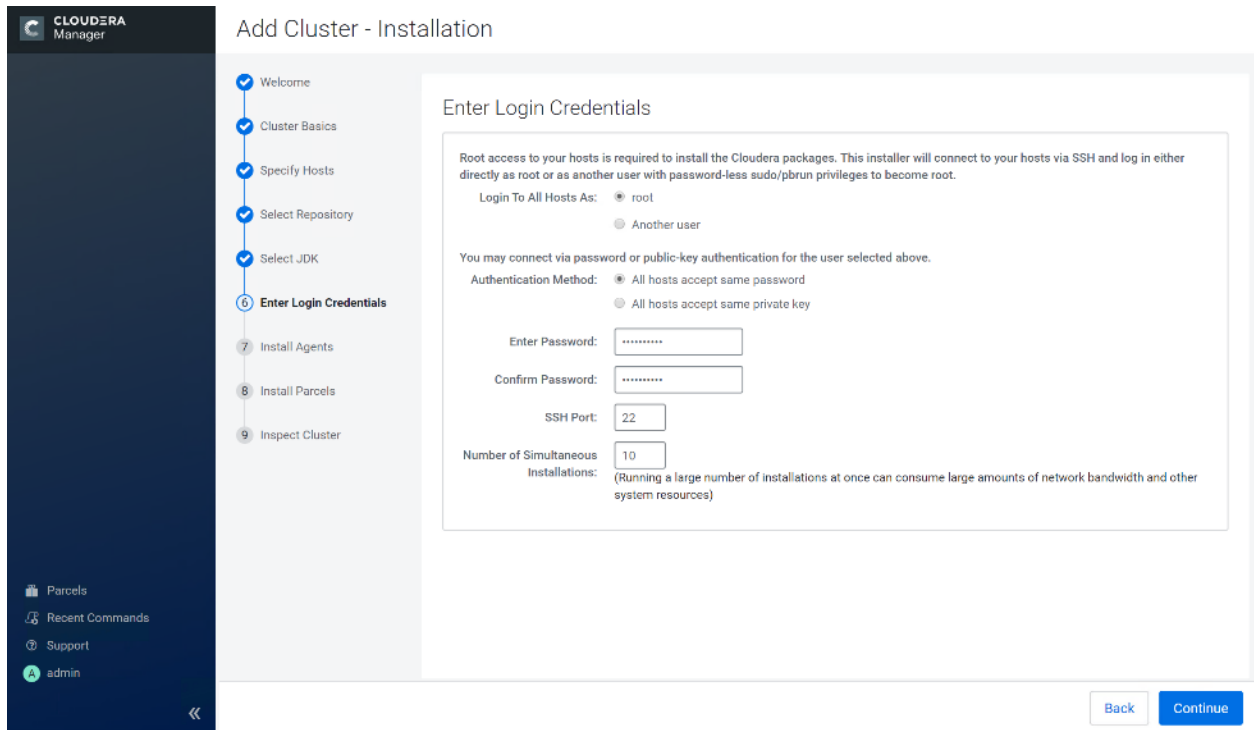 CLOUDERA
Manager
Add Cluster - Installation
Welcome
Cluster Basics
Specify Hosts
Select Repository
Select JDK
6 Enter Login Credentials
7 Install Agents
8 Install Parcels
9 Inspect Cluster
Parcels
Recent Commands
Support
A admin
Enter Login Credentials
Root access to your hosts is required to install the Cloudera packages. This installer will connect to your hosts via SSH and log in either
directly as root or as another user with password-less sudo/pbrun privileges to become root.
Login To All Hosts As: root
Another user
You may connect via password or public-key authentication for the user selected above.
Authentication Method: All hosts accept same password
All hosts accept same private key
Enter Password: ••••••••••
Confirm Password: ••••••••••
SSH Port: 22
Number of Simultaneous
Installations: 10
(Running a large number of installations at once can consume large amounts of network bandwidth and other
system resources)
Back Continue